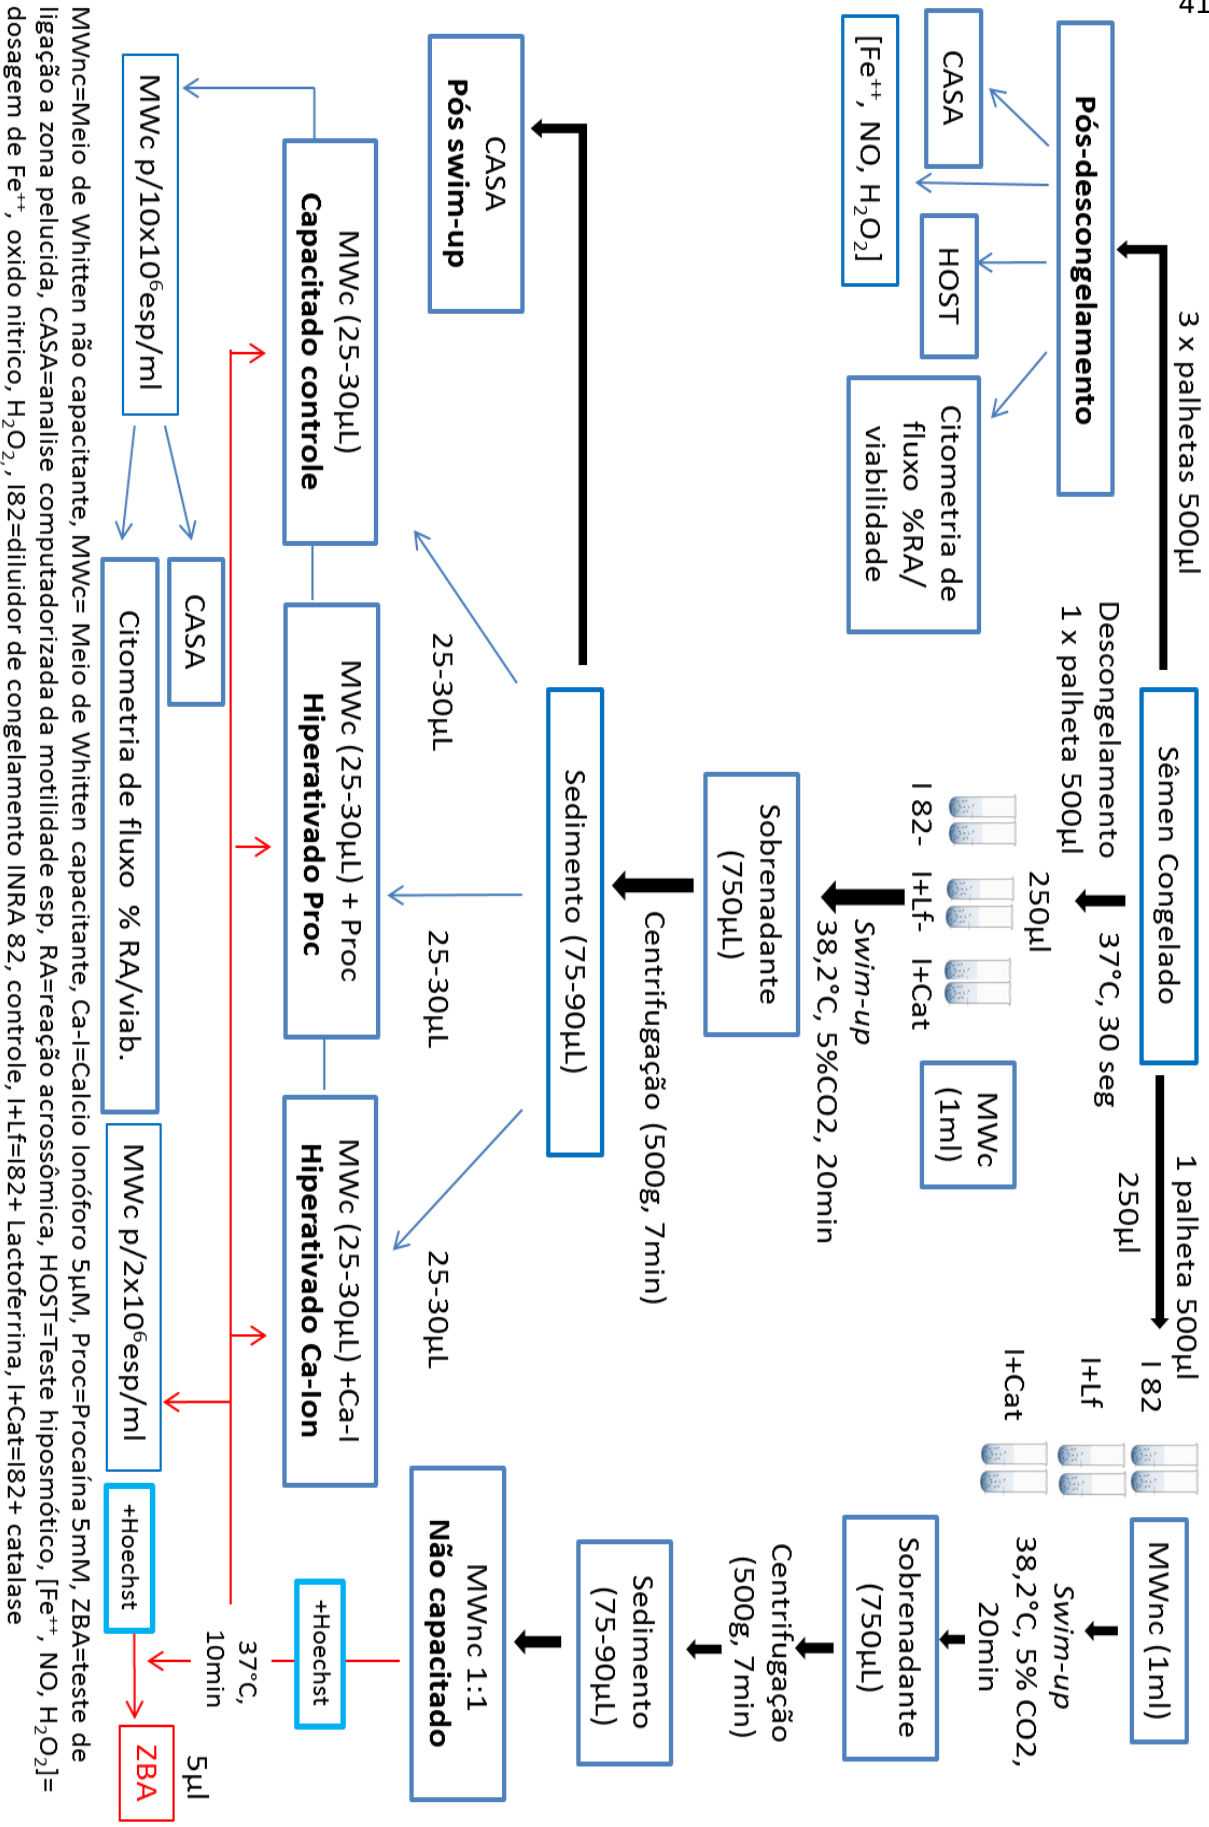 41
Sêmen Congelado
3 x palhetas 500µl
Pós-descongelamento
CASA
[Fe⁺⁺, NO, H₂O₂]
HOST
Citometria de
fluxo %RA/
viabilidade
Descongelamento
1 x palheta 500µl
37°C, 30 seg
250µl
I 82-
I+Lf-
I+Cat
MWc
(1ml)
Swim-up
38,2°C, 5%CO2, 20min
Sobrenadante
(750µL)
Centrifugação (500g, 7min)
Sedimento (75-90µL)
CASA
Pós swim-up
25-30µL
25-30µL
25-30µL
MWc (25-30µL)
Capacitado controle
MWc (25-30µL) + Proc
Hiperativado Proc
MWc (25-30µL) +Ca-I
Hiperativado Ca-Ion
1 palheta 500µl
250µl
I 82
I+Lf
I+Cat
MWnc (1ml)
Swim-up
38,2°C, 5% CO2,
20min
Sobrenadante
(750µL)
Centrifugação
(500g, 7min)
Sedimento
(75-90µL)
MWnc 1:1
Não capacitado
+Hoechst
37°C,
10min
MWc p/10x10⁶esp/ml
CASA
Citometria de fluxo % RA/viab.
MWc p/2x10⁶esp/ml
+Hoechst
5µl
ZBA
MWnc=Meio de Whitten não capacitante, MWc= Meio de Whitten capacitante, Ca-I=Calcio Ionóforo 5µM, Proc=Procaína 5mM, ZBA=teste de
ligação a zona pelucida, CASA=analise computadorizada da motilidade esp, RA=reação acrossômica, HOST=Teste hiposmótico, [Fe⁺⁺, NO, H₂O₂]=
dosagem de Fe⁺⁺, oxido nitrico, H₂O₂,, I82=diluidor de congelamento INRA 82, controle, I+Lf=I82+ Lactoferrina, I+Cat=I82+ catalase